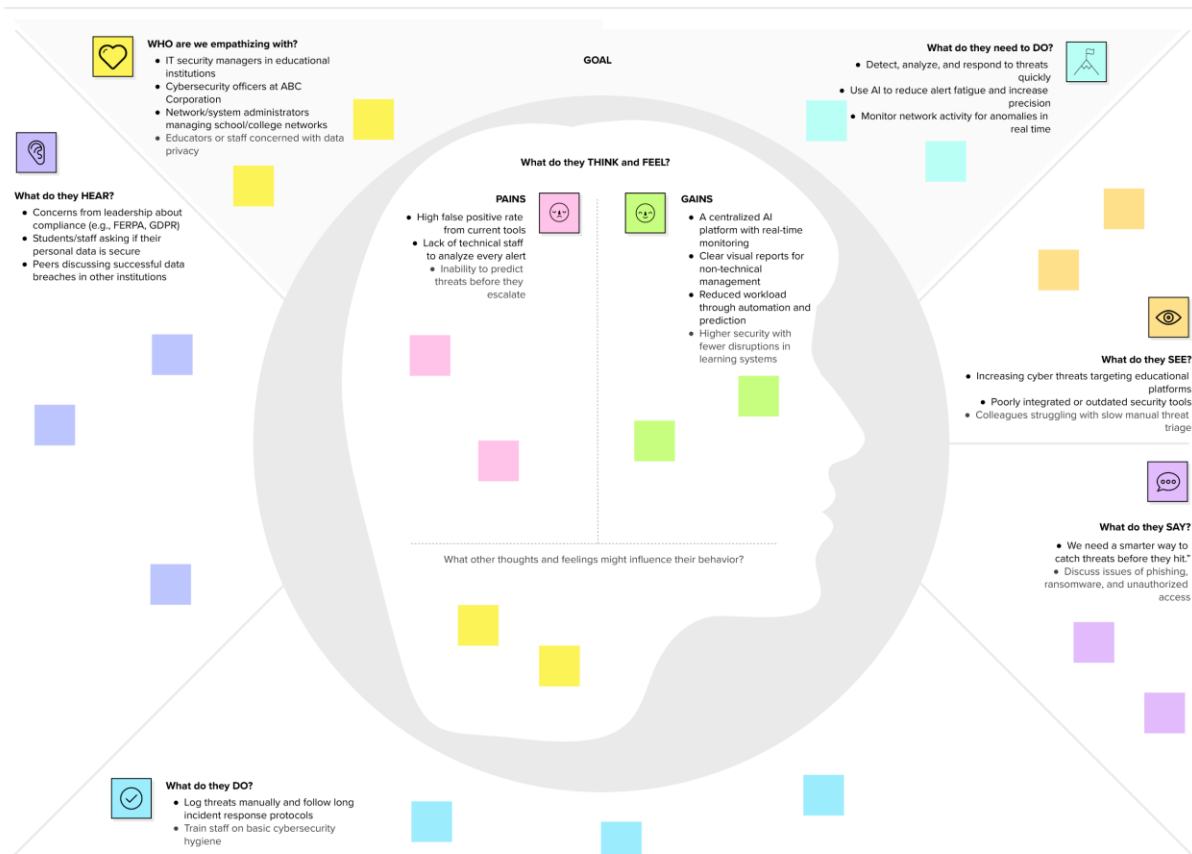 WHO are we empathizing with?
IT security managers in educational
institutions
Cybersecurity officers at ABC
Corporation
Network/system administrators
managing school/college networks
Educators or staff concerned with data
privacy
GOAL
What do they need to DO?
Detect, analyze, and respond to threats
quickly
Use AI to reduce alert fatigue and increase
precision
Monitor network activity for anomalies in
real time
What do they HEAR?
Concerns from leadership about
compliance (e.g., FERPA, GDPR)
Students/staff asking if their
personal data is secure
Peers discussing successful data
breaches in other institutions
What do they THINK and FEEL?
PAINS
High false positive rate
from current tools
Lack of technical staff
to analyze every alert
Inability to predict
threats before they
escalate
GAINS
A centralized AI
platform with real-time
monitoring
Clear visual reports for
non-technical
management
Reduced workload
through automation and
prediction
Higher security with
fewer disruptions in
learning systems
What do they SEE?
Increasing cyber threats targeting educational
platforms
Poorly integrated or outdated security tools
Colleagues struggling with slow manual threat
triage
What do they SAY?
We need a smarter way to
catch threats before they hit."
Discuss issues of phishing,
ransomware, and unauthorized
access
What other thoughts and feelings might influence their behavior?
What do they DO?
Log threats manually and follow long
incident response protocols
Train staff on basic cybersecurity
hygiene